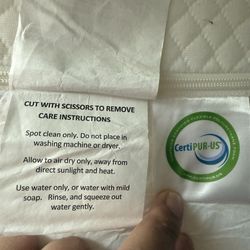 CUT WITH SCISSORS TO REMOVE
CARE INSTRUCTIONS
Spot clean only. Do not place in
washing machine or dryer.
Allow to air dry only, away from
direct sunlight and heat.
Use water only, or water with mild
soap. Rinse, and squeeze out
water gently.
CertiPUR-US